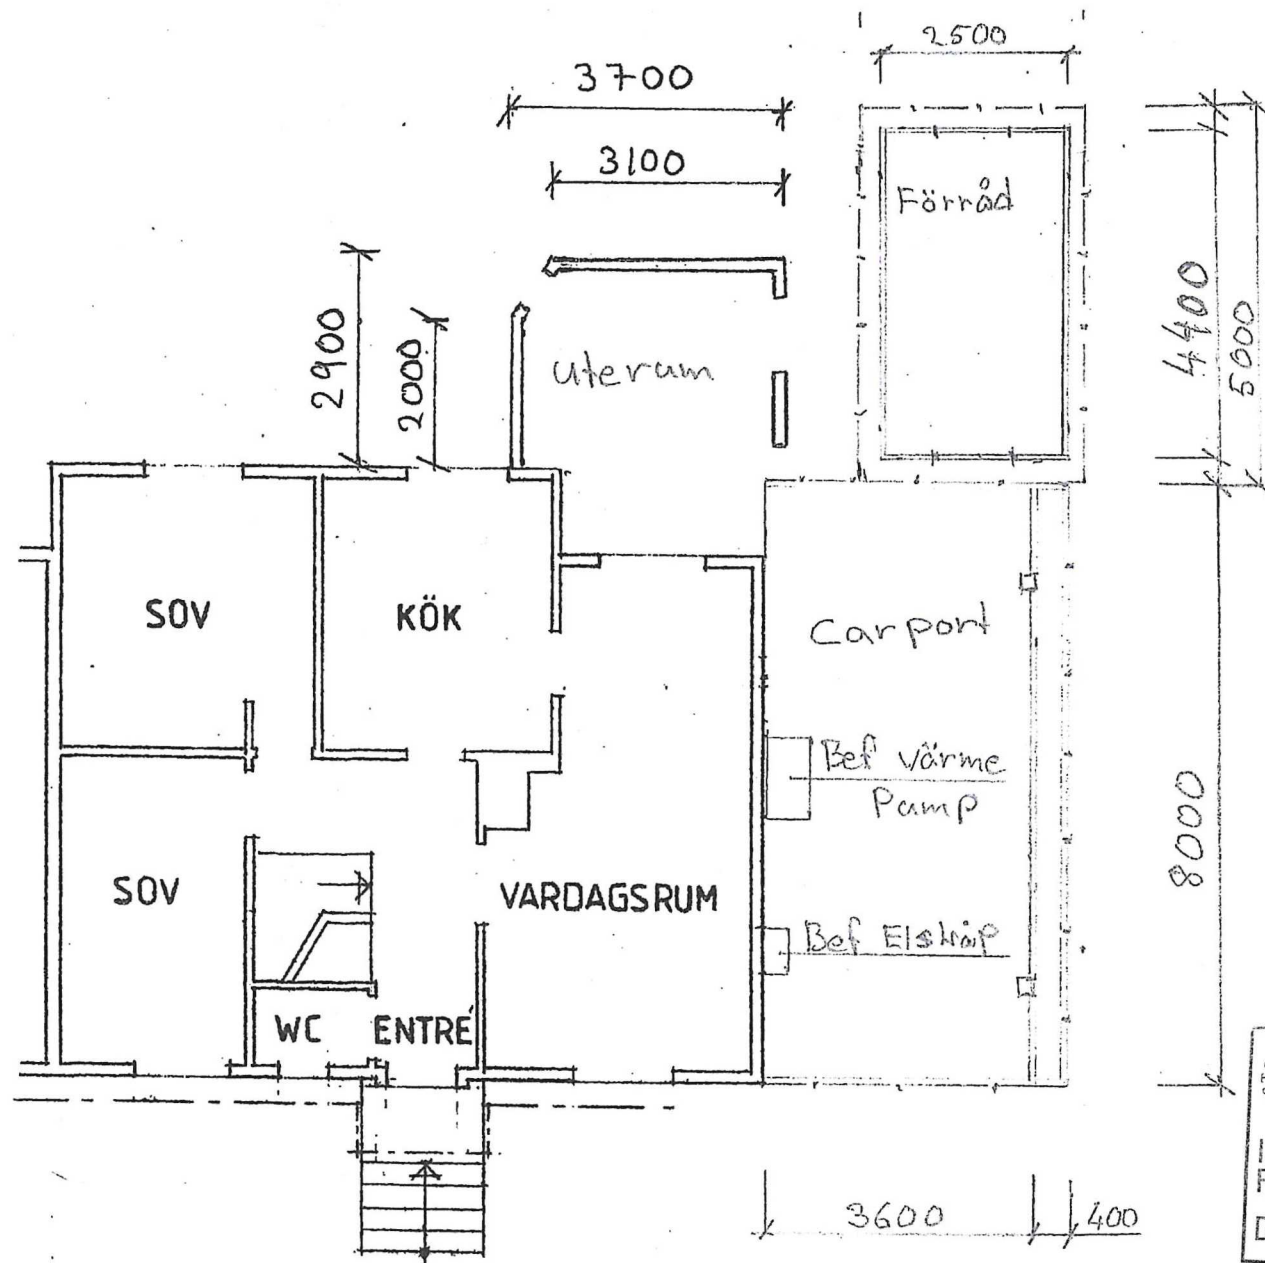 2500
3700
3100
Förråd
2900
2000
uterum
4400
5000
SOV
KÖK
Carport
Bef värme
Pump
8000
SOV
VARDAGSRUM
Bef Elskåp
WC
ENTRÉ
3600
400